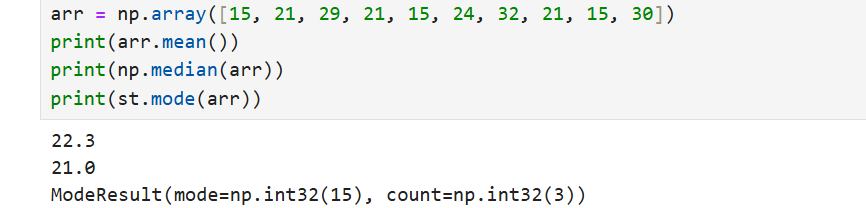 arr = np.array([15, 21, 29, 21, 15, 24, 32, 21, 15, 30])
print(arr.mean())
print(np.median(arr))
print(st.mode(arr))
22.3
21.0
ModeResult(mode=np.int32(15), count=np.int32(3))